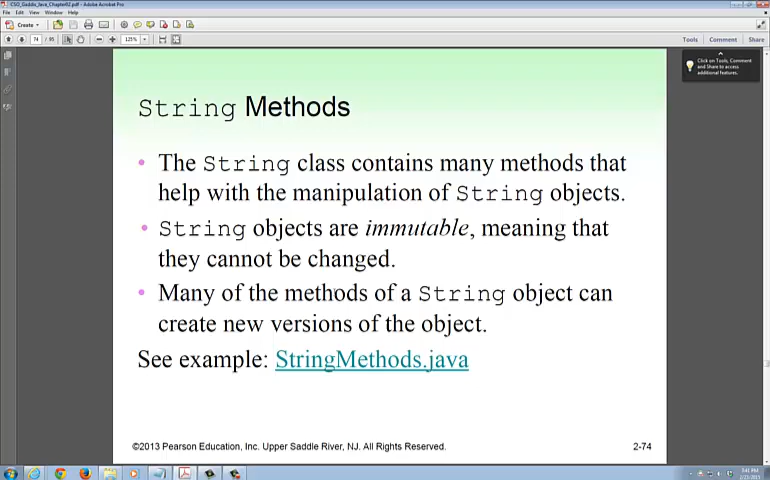 CSO_Gaddis_Java_Chapter02.pdf - Adobe Acrobat Pro
File Edit View Window Help
Create
74 / 95
125%
Tools Comment Share
Click on Tools, Comment
and Share to access
additional features.
String Methods
• The String class contains many methods that
help with the manipulation of String objects.
• String objects are immutable, meaning that
they cannot be changed.
• Many of the methods of a String object can
create new versions of the object.
See example: StringMethods.java
©2013 Pearson Education, Inc. Upper Saddle River, NJ. All Rights Reserved.
2-74